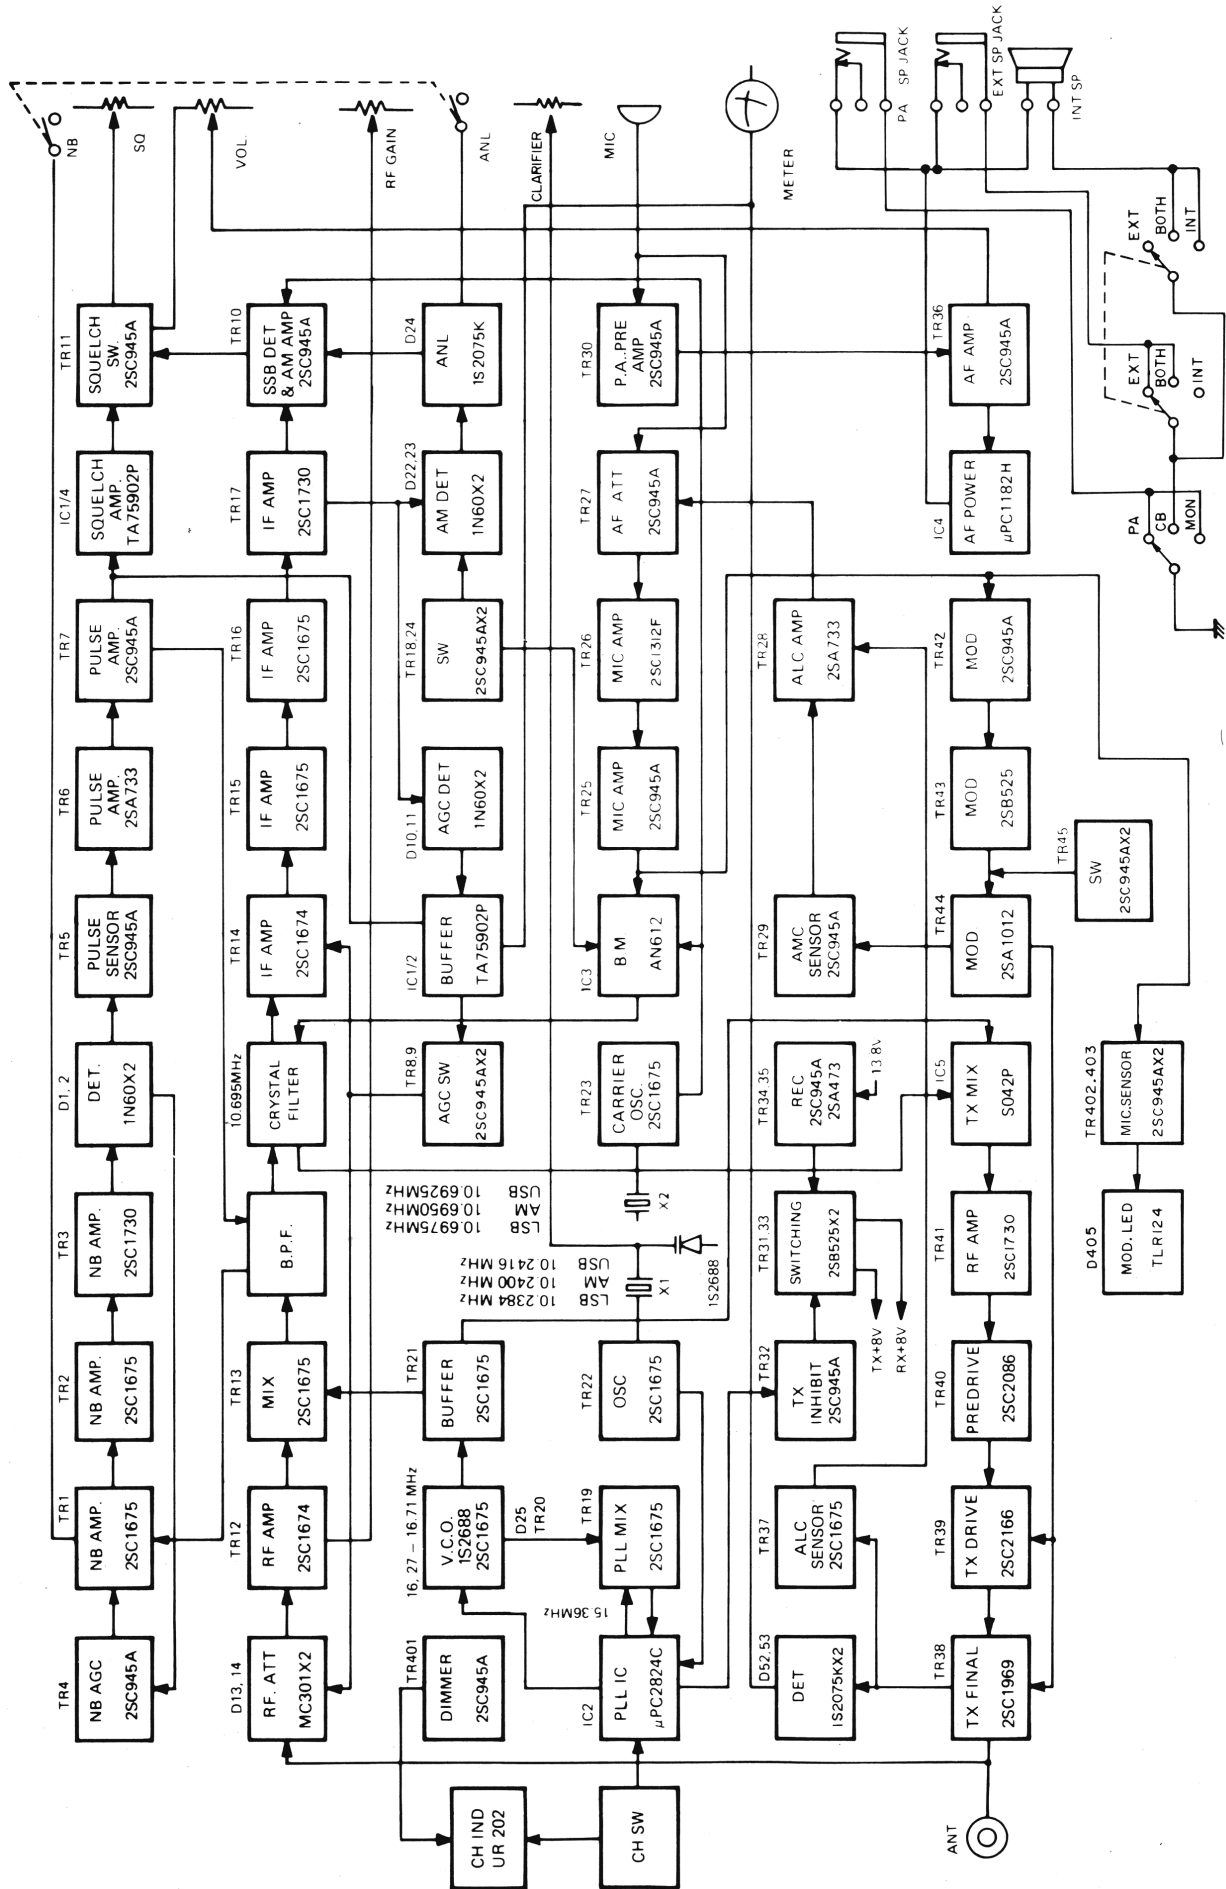 TR4
NB AGC
2SC945A
TR1
NB AMP.
2SC1675
TR2
NB AMP.
2SC1675
TR3
NB AMP.
2SC1730
D1, 2
DET.
1N60X2
TR5
PULSE
SENSOR
2SC945A
TR6
PULSE
AMP.
2SA733
TR7
PULSE
AMP.
2SC945A
IC1/4
SQUELCH
AMP.
TA75902P
TR11
SQUELCH
SW.
2SC945A
NB
SQ
VOL.
D13, 14
RF. ATT
MC301X2
TR12
RF AMP
2SC1674
TR13
MIX
2SC1675
B.P.F.
10.695MHz
CRYSTAL
FILTER
TR14
IF AMP
2SC1674
TR15
IF AMP
2SC1675
TR16
IF AMP
2SC1675
TR17
IF AMP
2SC1730
TR10
SSB DET
& AM AMP
2SC945A
RF GAIN
CH IND
UR 202
TR401
DIMMER
2SC945A
16, 27 – 16.71 MHz
V.C.O.
1S2688
2SC1675
D25
TR20
TR21
BUFFER
2SC1675
LSB 10.6975MHz
AM 10.6950MHz
USB 10.6925MHz
TR8,9
AGC SW
2SC945AX2
IC1/2
BUFFER
TA75902P
D10,11
AGC DET
1N60X2
TR18,24
SW
2SC945AX2
D22,23
AM DET
1N60X2
D24
ANL
1S2075K
ANL
CLARIFIER
CH SW
IC2
PLL IC
µPC2824C
15.36MHz
TR19
PLL MIX
2SC1675
TR22
OSC
2SC1675
LSB 10.2384 MHz
AM 10.2400 MHz
USB 10.2416 MHz
X1
1S2688
X2
TR23
CARRIER
OSC.
2SC1675
IC3
BM
AN612
TR25
MIC AMP
2SC945A
TR26
MIC AMP
2SC1312F
TR27
AF ATT
2SC945A
TR30
P.A..PRE
AMP
2SC945A
MIC
METER
D52,53
DET
1S2075KX2
TR37
ALC
SENSOR
2SC1675
TR32
TX
INHIBIT
2SC945A
TR31,33
SWITCHING
2SB525X2
TX+8V
RX+8V
TR34,35
REC
2SC945A
2SA473
13.8V
TR29
AMC
SENSOR
2SC945A
TR28
ALC AMP
2SA733
PA SP JACK
EXT SP JACK
INT SP
ANT
TR38
TX FINAL
2SC1969
TR39
TX DRIVE
2SC2166
TR40
PREDRIVE
2SC2086
TR41
RF AMP
2SC1730
IC5
TX MIX
S042P
TR44
MOD
2SA1012
TR43
MOD
2SB525
TR42
MOD
2SC945A
IC4
AF POWER
µPC1182H
TR36
AF AMP
2SC945A
TR45
SW
2SC945AX2
D405
MOD. LED
TLR124
TR402,403
MIC.SENSOR
2SC945AX2
PA
CB
MON
EXT
BOTH
INT
EXT
BOTH
INT